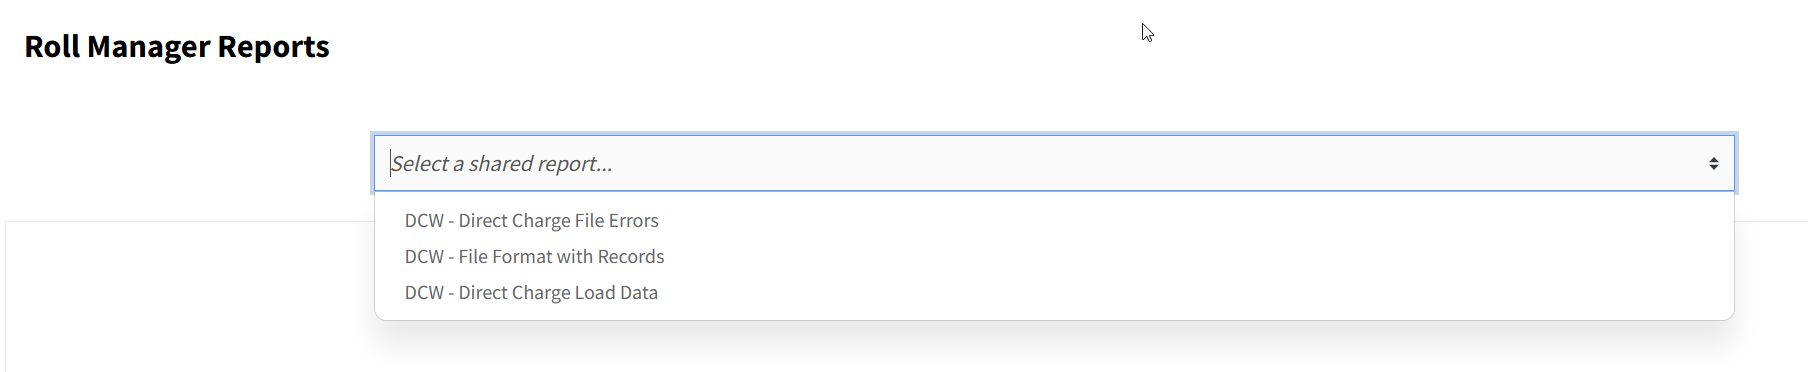 Roll Manager Reports
Select a shared report...
DCW - Direct Charge File Errors
DCW - File Format with Records
DCW - Direct Charge Load Data